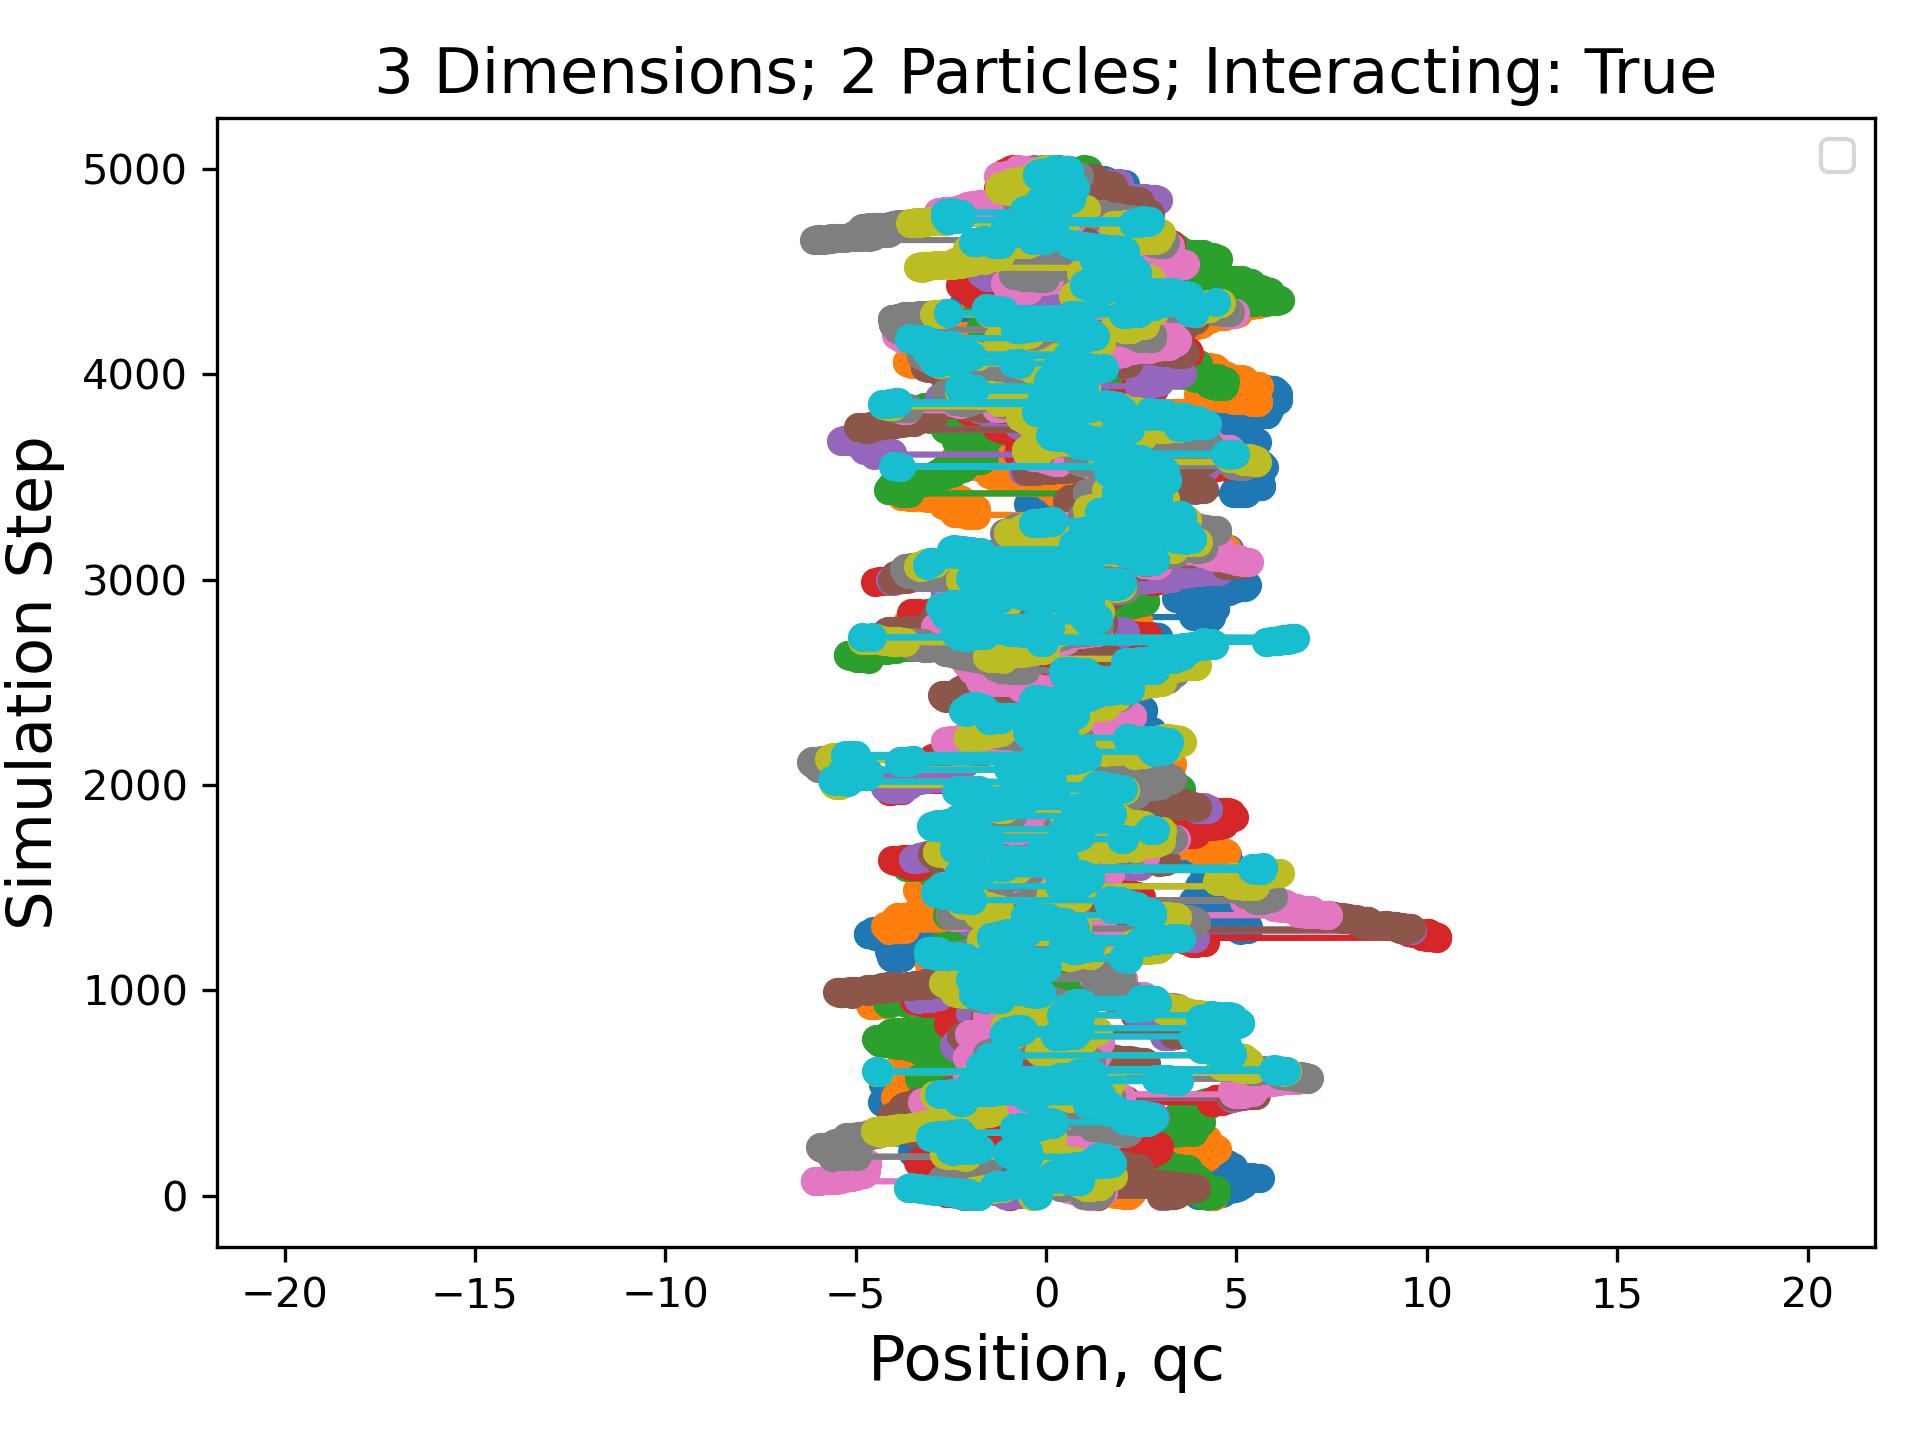 3 Dimensions; 2 Particles; Interacting: True
Simulation Step
5000
4000
3000
2000
1000
0
−20 −15 −10 −5 0 5 10 15 20
Position, qc